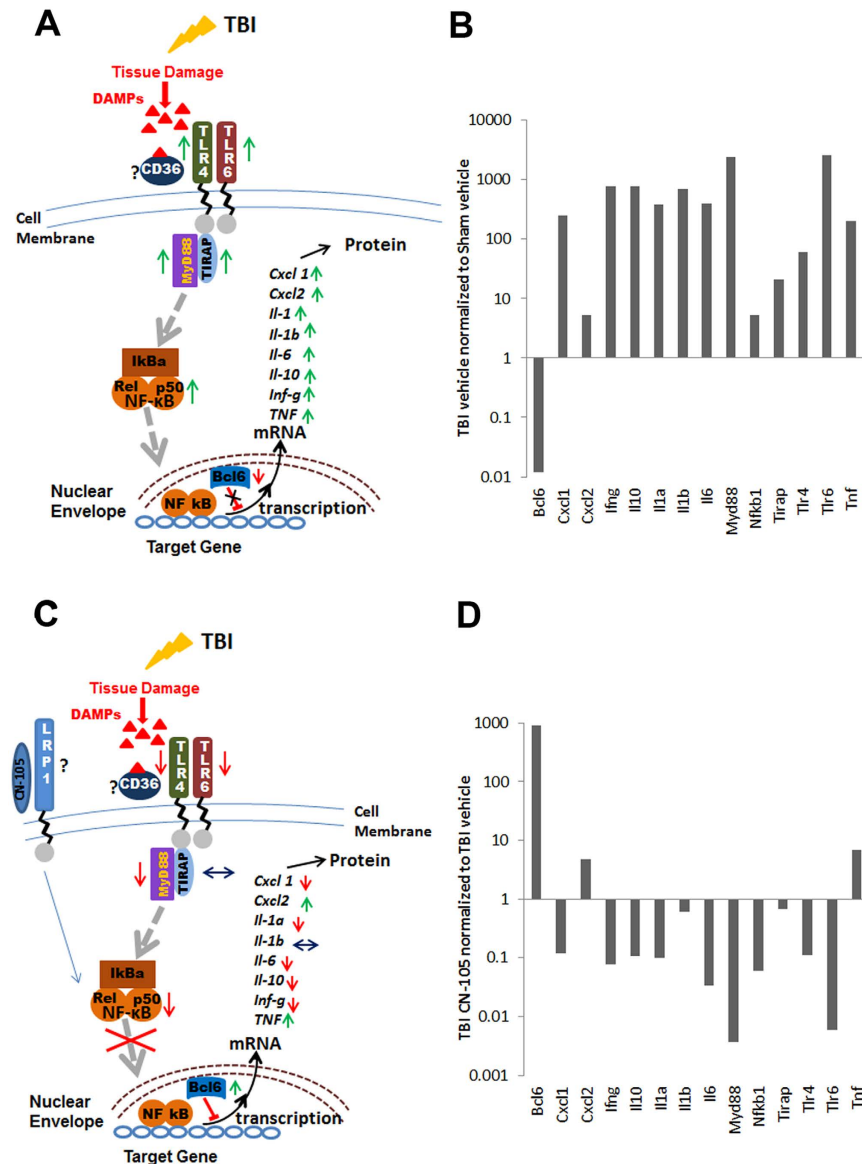 A
TBI
Tissue Damage
DAMPs
TLR4
TLR6
?
CD36
Cell
Membrane
MyD88
TIRAP
Protein
Cxcl 1
Cxcl2
Il-1
Il-1b
Il-6
Il-10
Inf-g
TNF
mRNA
IkBa
Rel p50
NF-κB
Bcl6
Nuclear
Envelope
NF kB
transcription
Target Gene
B
TBI vehicle normalized to Sham vehicle
10000
1000
100
10
1
0.1
0.01
Bcl6
Cxcl1
Cxcl2
Ifng
Il10
Il1a
Il1b
Il6
Myd88
Nfkb1
Tirap
Tlr4
Tlr6
Tnf
C
TBI
Tissue Damage
DAMPs
CN-105
LRP1
?
TLR4
TLR6
?
CD36
Cell
Membrane
MyD88
TIRAP
Protein
Cxcl 1
Cxcl2
Il-1a
Il-1b
Il-6
Il-10
Inf-g
TNF
mRNA
IkBa
Rel p50
NF-κB
Bcl6
Nuclear
Envelope
NF kB
transcription
Target Gene
D
TBI CN-105 normalized to TBI vehicle
1000
100
10
1
0.1
0.01
0.001
Bcl6
Cxcl1
Cxcl2
Ifng
Il10
Il1a
Il1b
Il6
Myd88
Nfkb1
Tirap
Tlr4
Tlr6
Tnf